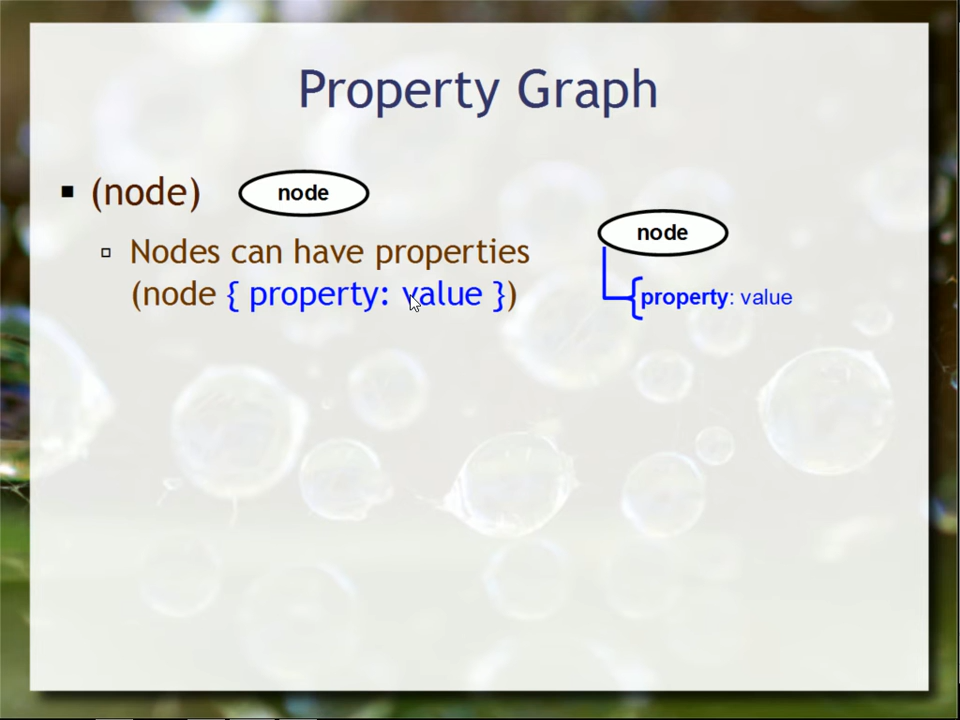 Property Graph
(node)
node
Nodes can have properties
(node { property: value })
node
property: value